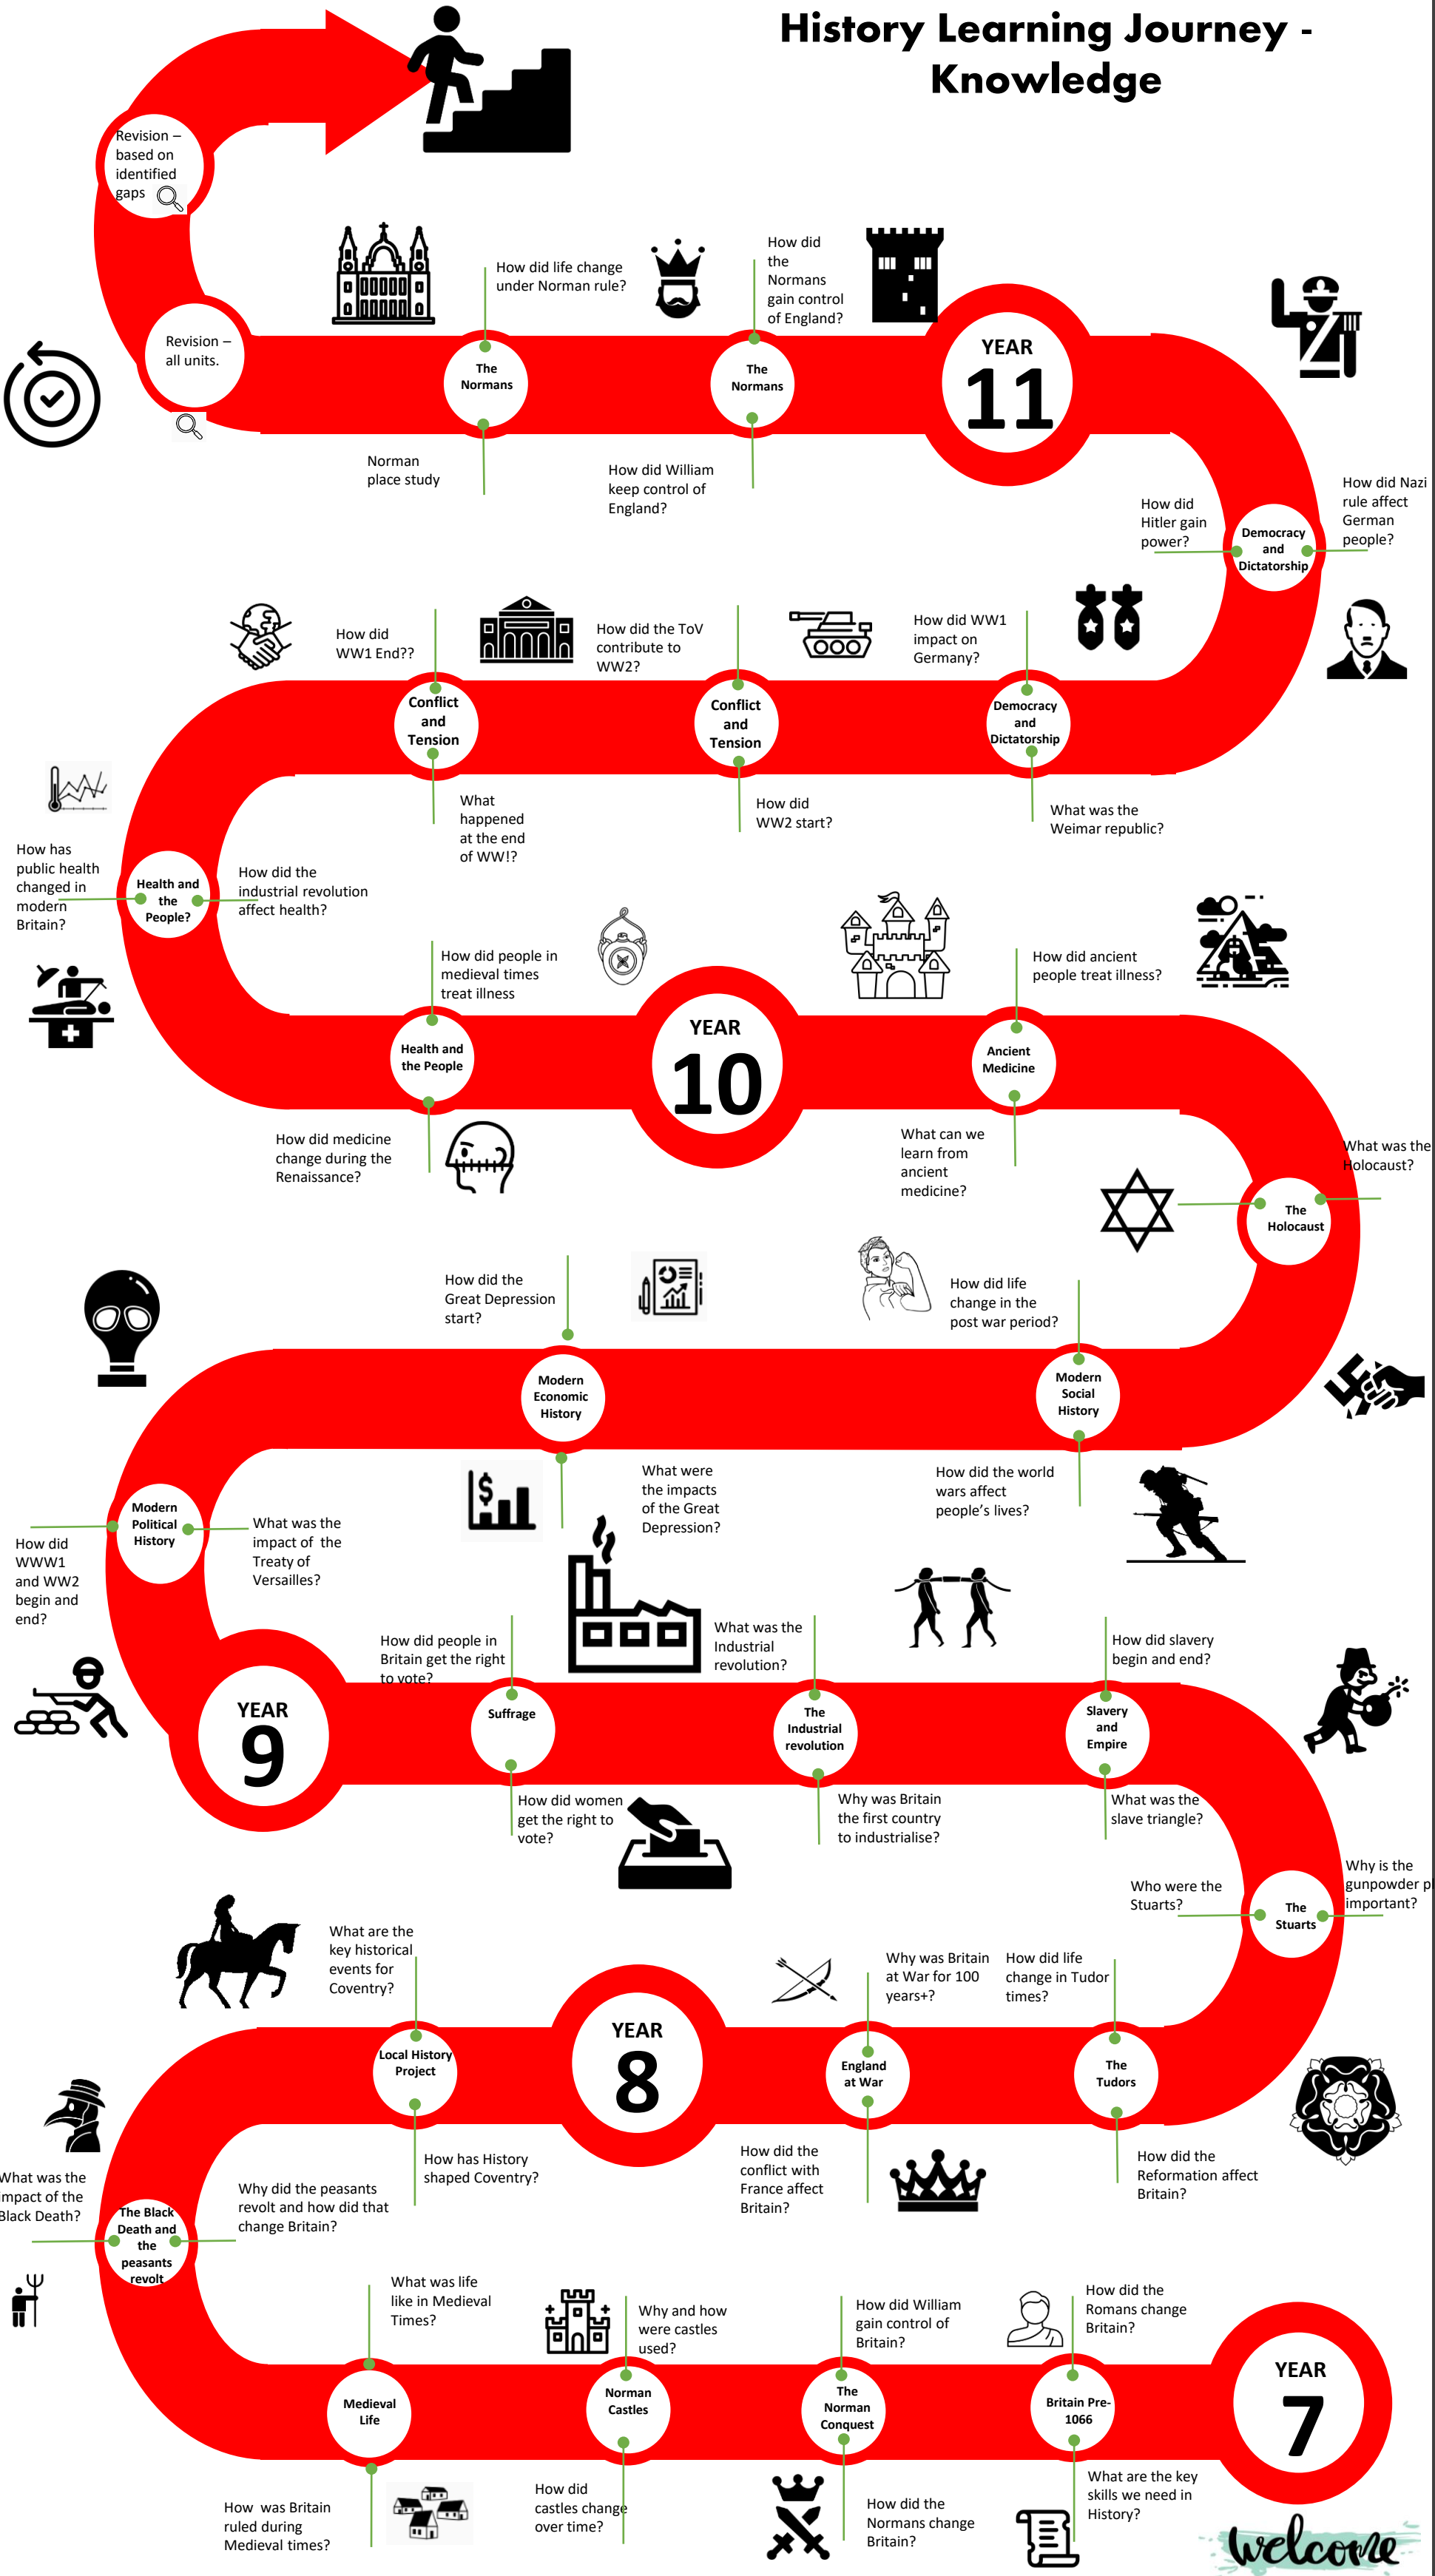 History Learning Journey -
Knowledge
Revision –
based on
identified
gaps
How did life change
under Norman rule?
How did
the
Normans
gain control
of England?
Revision –
all units.
The
Normans
The
Normans
YEAR
11
Norman
place study
How did William
keep control of
England?
How did
Hitler gain
power?
Democracy
and
Dictatorship
How did Nazi
rule affect
German
people?
How did
WW1 End??
How did the ToV
contribute to
WW2?
How did WW1
impact on
Germany?
Conflict
and
Tension
Conflict
and
Tension
Democracy
and
Dictatorship
What
happened
at the end
of WW!?
How did
WW2 start?
What was the
Weimar republic?
How has
public health
changed in
modern
Britain?
Health and
the
People?
How did the
industrial revolution
affect health?
How did people in
medieval times
treat illness
How did ancient
people treat illness?
Health and
the People
YEAR
10
Ancient
Medicine
How did medicine
change during the
Renaissance?
What can we
learn from
ancient
medicine?
What was the
Holocaust?
The
Holocaust
How did the
Great Depression
start?
How did life
change in the
post war period?
Modern
Economic
History
Modern
Social
History
What were
the impacts
of the Great
Depression?
How did the world
wars affect
people's lives?
Modern
Political
History
How did
WWW1
and WW2
begin and
end?
What was the
impact of  the
Treaty of
Versailles?
How did people in
Britain get the right
to vote?
What was the
Industrial
revolution?
How did slavery
begin and end?
YEAR
9
Suffrage
The
Industrial
revolution
Slavery
and
Empire
How did women
get the right to
vote?
Why was Britain
the first country
to industrialise?
What was the
slave triangle?
Who were the
Stuarts?
The
Stuarts
Why is the
gunpowder pl
important?
What are the
key historical
events for
Coventry?
Why was Britain
at War for 100
years+?
How did life
change in Tudor
times?
Local History
Project
YEAR
8
England
at War
The
Tudors
How has History
shaped Coventry?
How did the
conflict with
France affect
Britain?
How did the
Reformation affect
Britain?
What was the
impact of the
Black Death?
The Black
Death and
the
peasants
revolt
Why did the peasants
revolt and how did that
change Britain?
What was life
like in Medieval
Times?
Why and how
were castles
used?
How did William
gain control of
Britain?
How did the
Romans change
Britain?
Medieval
Life
Norman
Castles
The
Norman
Conquest
Britain Pre-
1066
YEAR
7
How  was Britain
ruled during
Medieval times?
How did
castles change
over time?
How did the
Normans change
Britain?
What are the key
skills we need in
History?
welcome